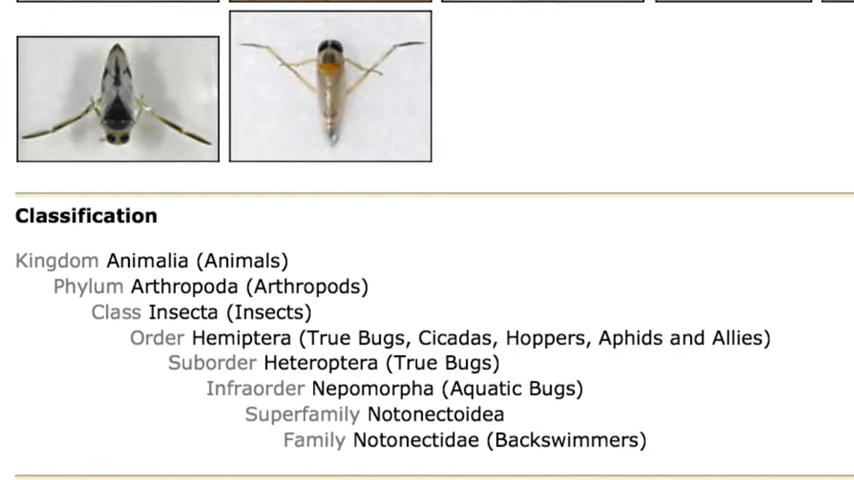 Classification
Kingdom Animalia (Animals)
Phylum Arthropoda (Arthropods)
Class Insecta (Insects)
Order Hemiptera (True Bugs, Cicadas, Hoppers, Aphids and Allies)
Suborder Heteroptera (True Bugs)
Infraorder Nepomorpha (Aquatic Bugs)
Superfamily Notonectoidea
Family Notonectidae (Backswimmers)